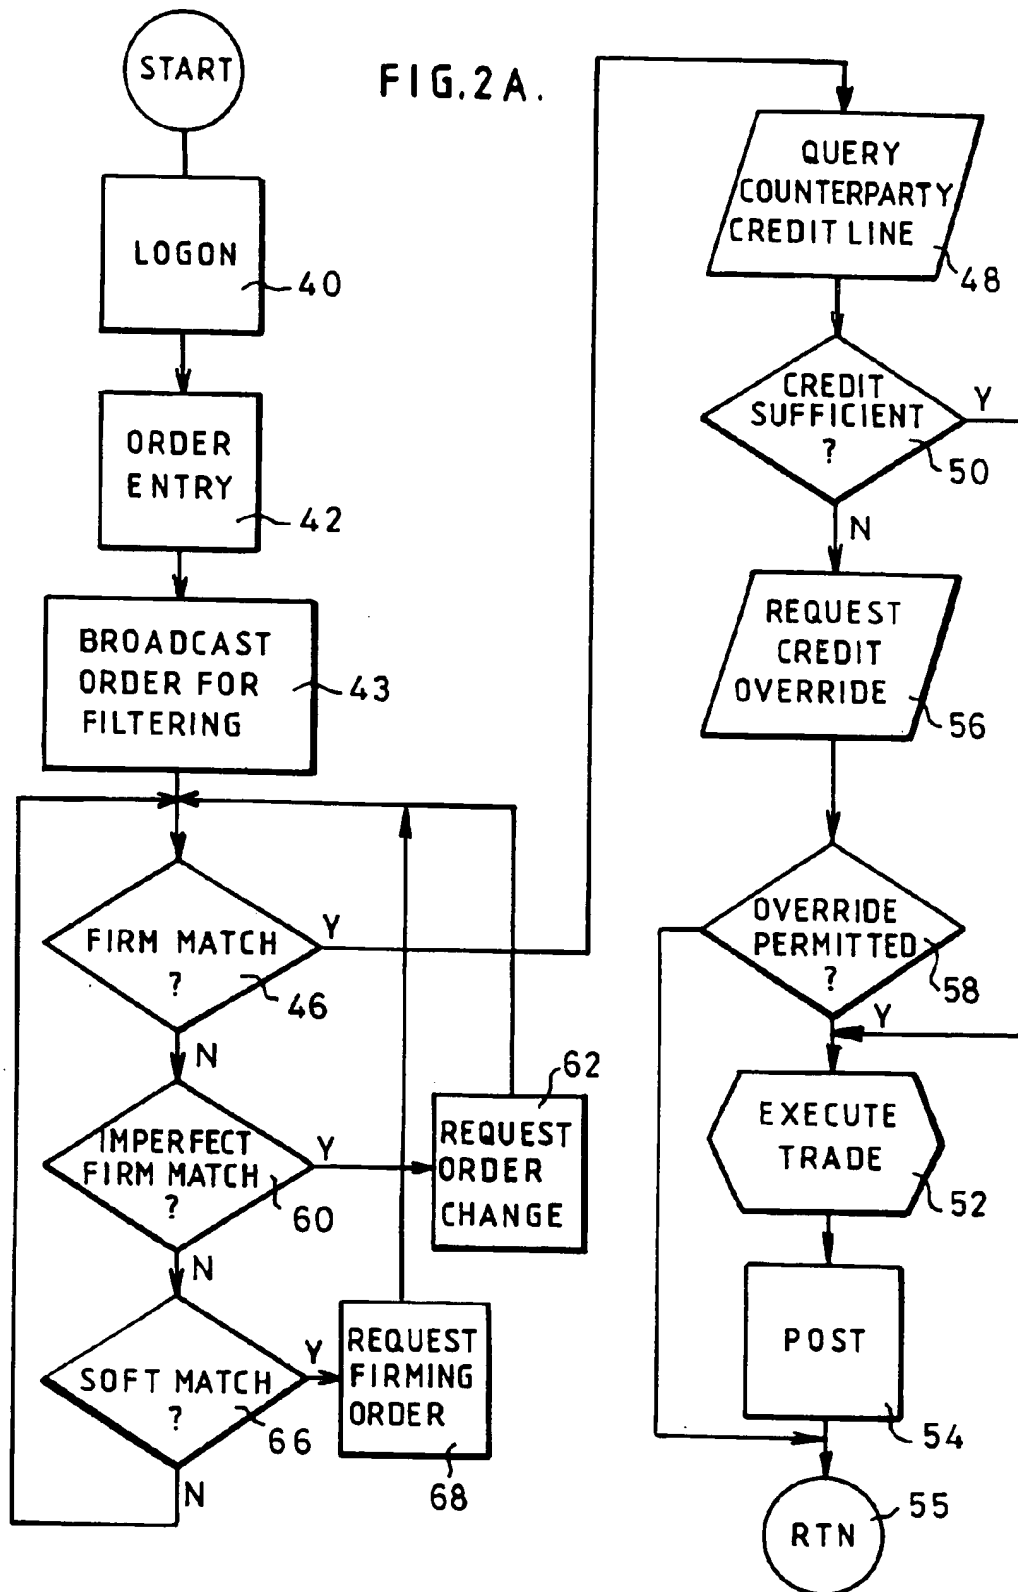 START
FIG.2A.
LOGON
40
ORDER
ENTRY
42
BROADCAST
ORDER FOR
FILTERING
43
FIRM MATCH
?
46
Y
N
IMPERFECT
FIRM MATCH
?
60
Y
N
62
REQUEST
ORDER
CHANGE
SOFT MATCH
?
66
Y
N
REQUEST
FIRMING
ORDER
68
QUERY
COUNTERPARTY
CREDIT LINE
48
CREDIT
SUFFICIENT
?
50
Y
N
REQUEST
CREDIT
OVERRIDE
56
OVERRIDE
PERMITTED
?
58
Y
EXECUTE
TRADE
52
POST
54
RTN
55